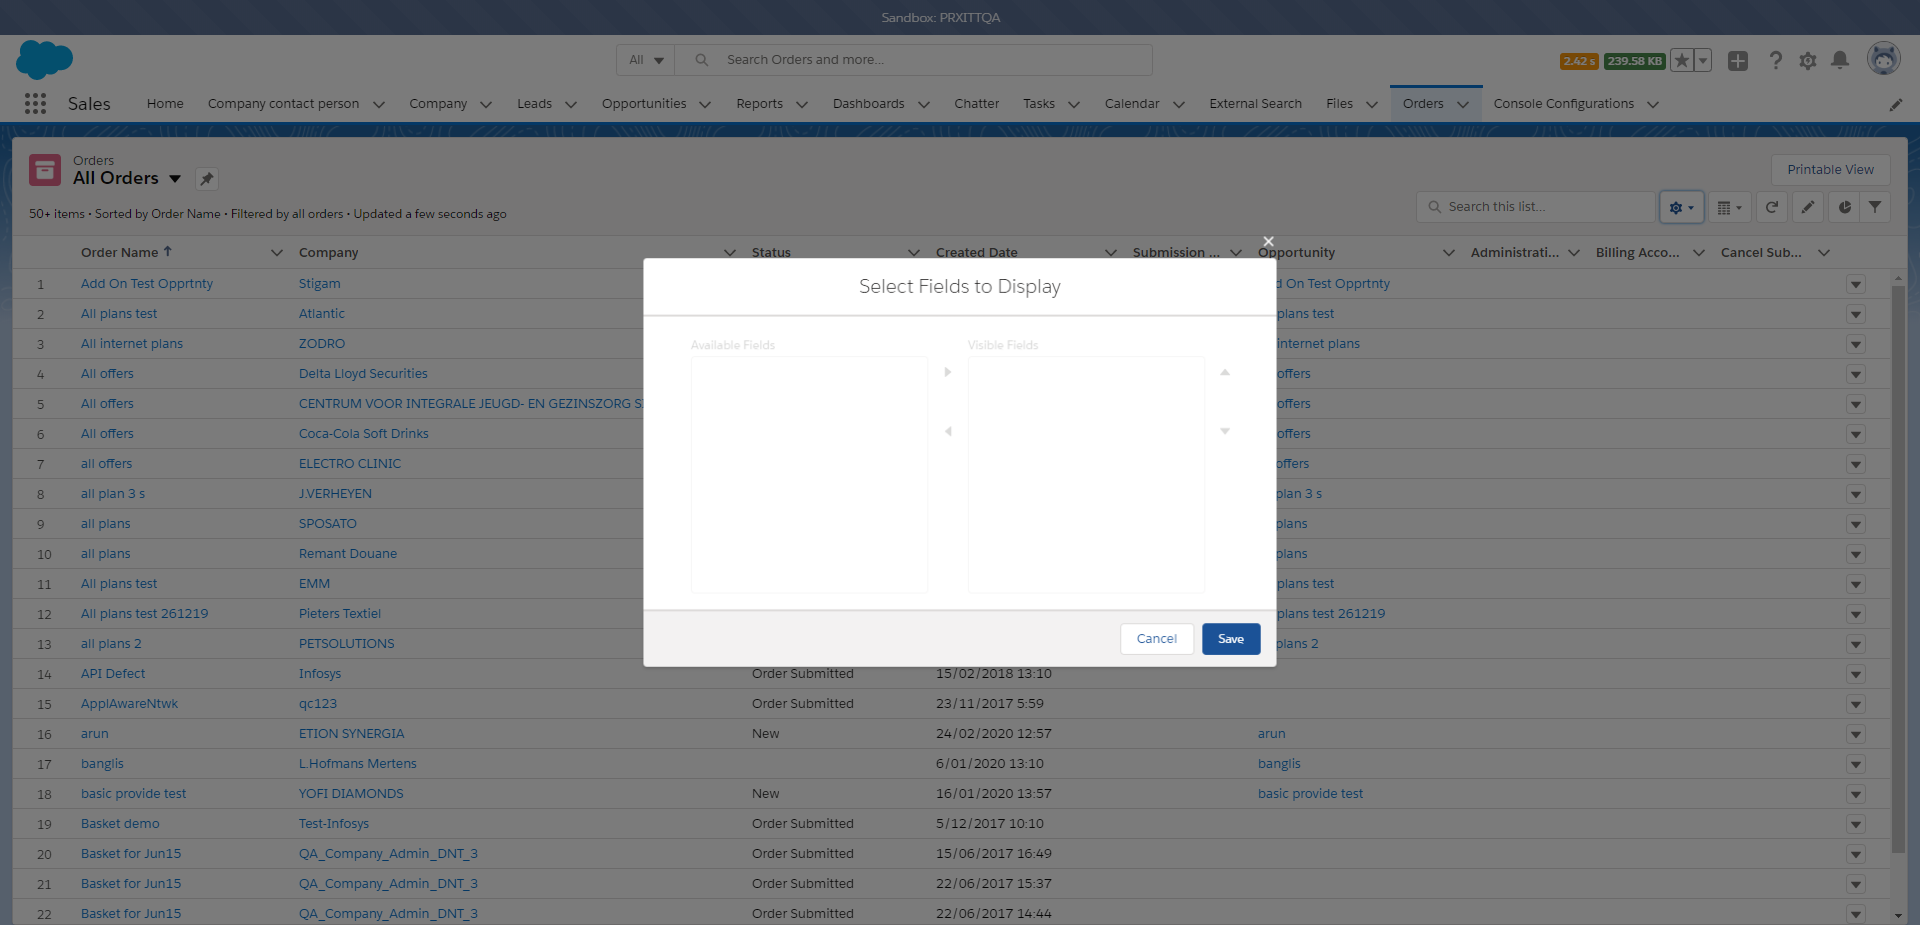 Sandbox: PRXITTQA
All Search Orders and more... 2.42 s 239.58 KB
Sales Home Company contact person Company Leads Opportunities Reports Dashboards Chatter Tasks Calendar External Search Files Orders Console Configurations
Orders
All Orders
Printable View
50+ items • Sorted by Order Name • Filtered by all orders • Updated a few seconds ago
Search this list...
Order Name Company Status Created Date Submission ... Opportunity Administrati... Billing Acco... Cancel Sub...
1 Add On Test Opprtnty Stigam d On Test Opprtnty
2 All plans test Atlantic plans test
3 All internet plans ZODRO internet plans
4 All offers Delta Lloyd Securities offers
5 All offers CENTRUM VOOR INTEGRALE JEUGD- EN GEZINSZORG S offers
6 All offers Coca-Cola Soft Drinks offers
7 all offers ELECTRO CLINIC offers
8 all plan 3 s J.VERHEYEN plan 3 s
9 all plans SPOSATO plans
10 all plans Remant Douane plans
11 All plans test EMM plans test
12 All plans test 261219 Pieters Textiel plans test 261219
13 all plans 2 PETSOLUTIONS plans 2
14 API Defect Infosys Order Submitted 15/02/2018 13:10
15 ApplAwareNtwk qc123 Order Submitted 23/11/2017 5:59
16 arun ETION SYNERGIA New 24/02/2020 12:57 arun
17 banglis L.Hofmans Mertens 6/01/2020 13:10 banglis
18 basic provide test YOFI DIAMONDS New 16/01/2020 13:57 basic provide test
19 Basket demo Test-Infosys Order Submitted 5/12/2017 10:10
20 Basket for Jun15 QA_Company_Admin_DNT_3 Order Submitted 15/06/2017 16:49
21 Basket for Jun15 QA_Company_Admin_DNT_3 Order Submitted 22/06/2017 15:37
22 Basket for Jun15 QA_Company_Admin_DNT_3 Order Submitted 22/06/2017 14:44
Select Fields to Display
Available Fields Visible Fields
Cancel Save